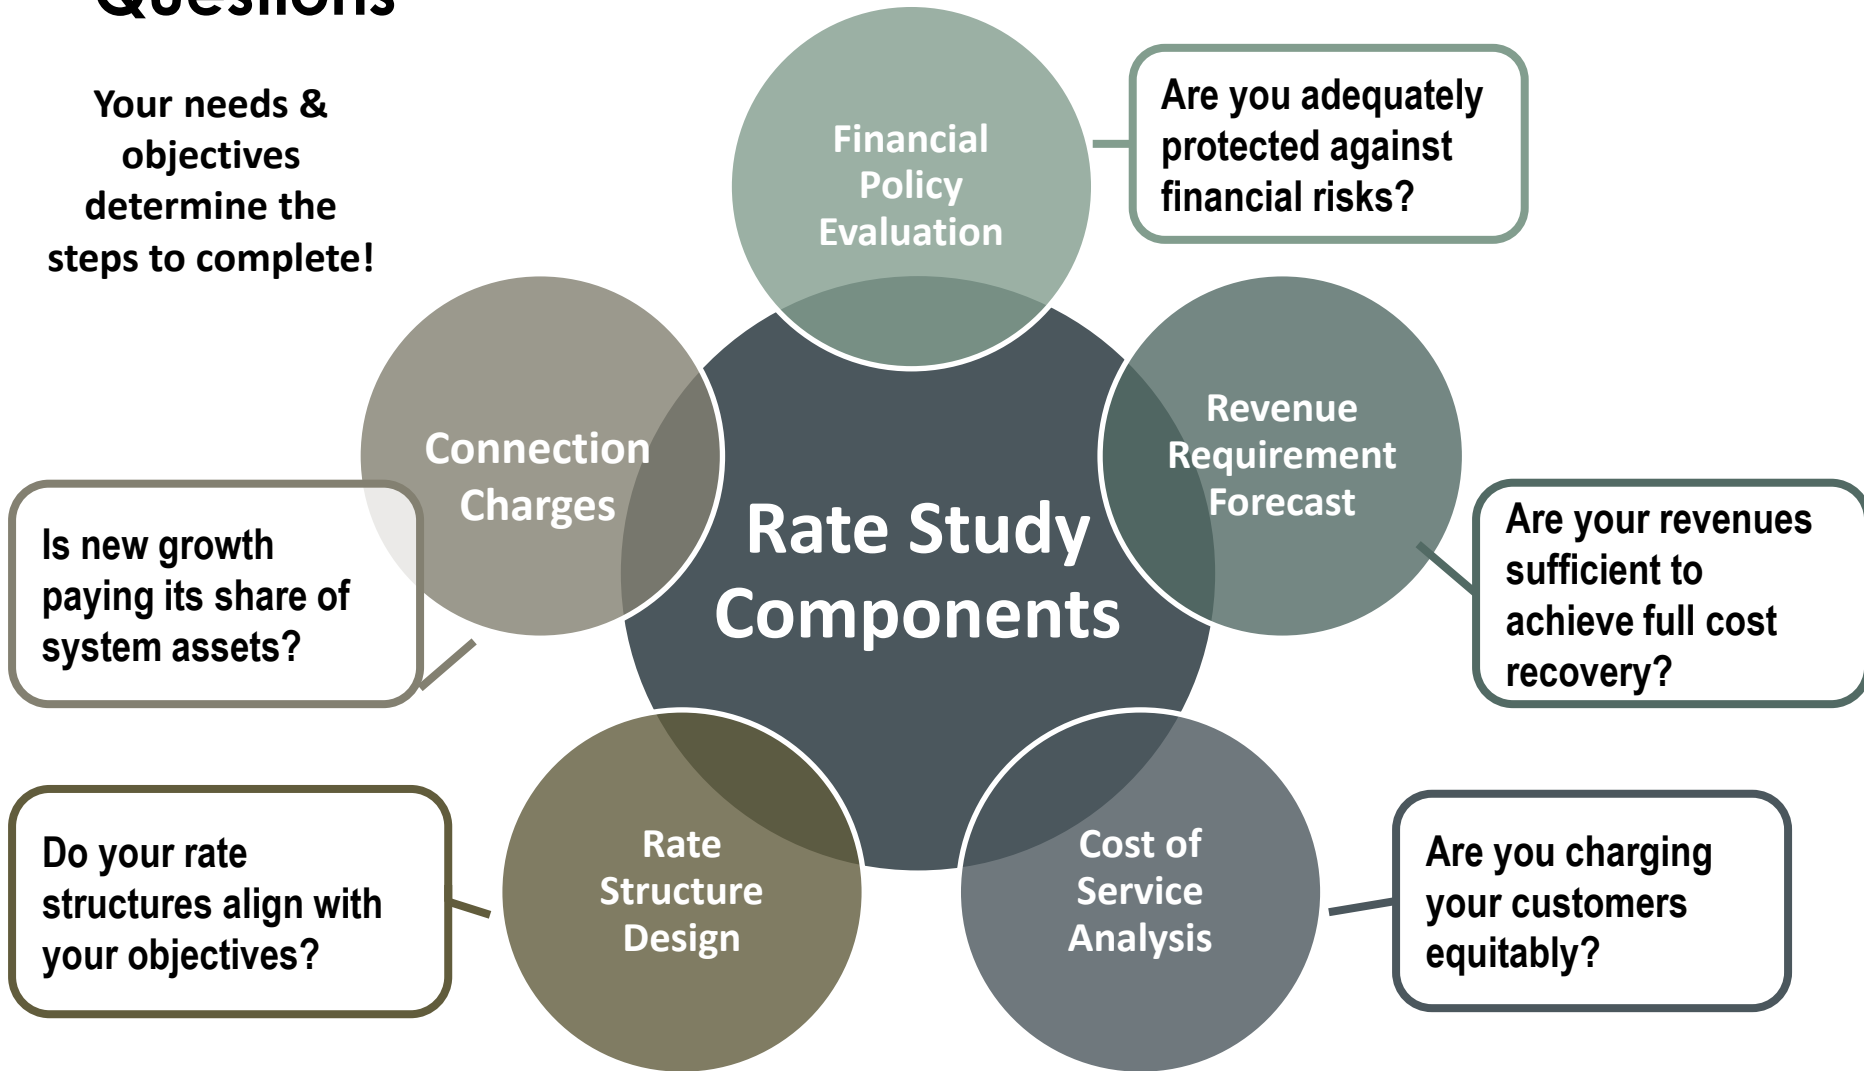 Questions
Your needs &
objectives
determine the
steps to complete!
Financial
Policy
Evaluation
Are you adequately
protected against
financial risks?
Revenue
Requirement
Forecast
Are your revenues
sufficient to
achieve full cost
recovery?
Cost of
Service
Analysis
Are you charging
your customers
equitably?
Rate
Structure
Design
Do your rate
structures align with
your objectives?
Connection
Charges
Is new growth
paying its share of
system assets?
Rate Study
Components